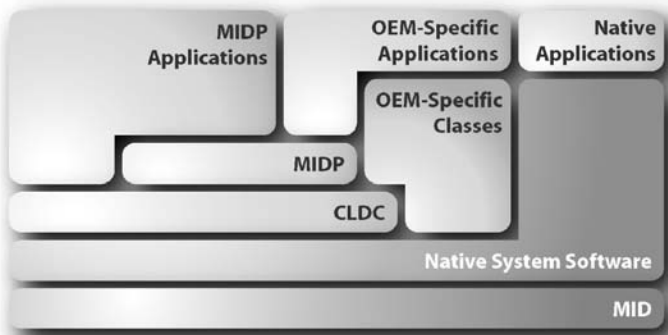 MIDP
Applications
OEM-Specific
Applications
Native
Applications
OEM-Specific
Classes
MIDP
CLDC
Native System Software
MID